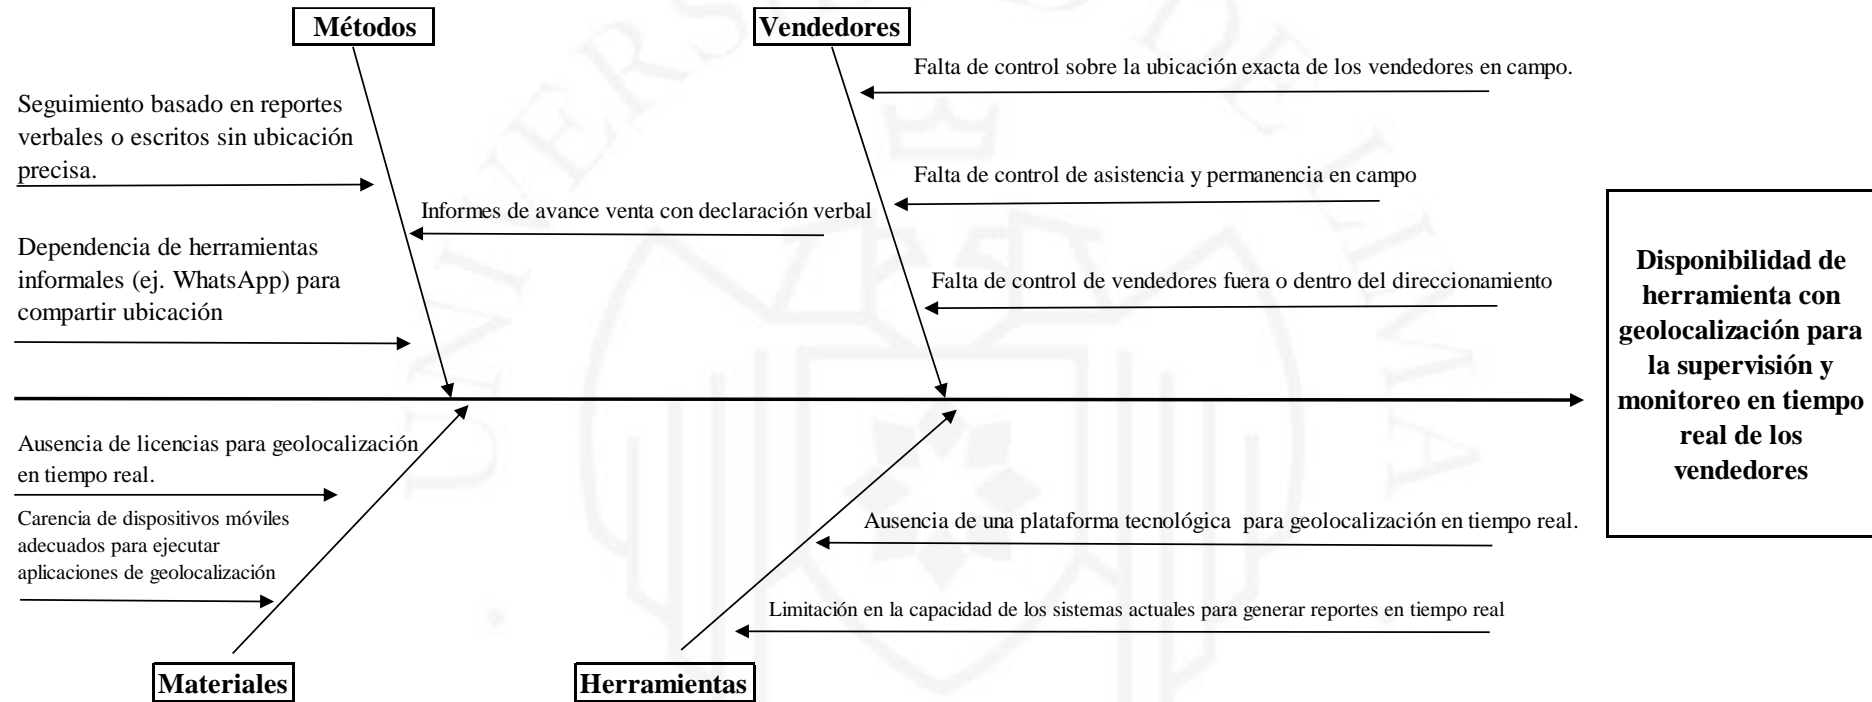 Métodos
Vendedores
Falta de control sobre la ubicación exacta de los vendedores en campo.
Seguimiento basado en reportes
verbales o escritos sin ubicación
precisa.
Falta de control de asistencia y permanencia en campo
Informes de avance venta con declaración verbal
Dependencia de herramientas
informales (ej. WhatsApp) para
compartir ubicación
Falta de control de vendedores fuera o dentro del direccionamiento
Disponibilidad de
herramienta con
geolocalización para
la supervisión y
monitoreo en tiempo
real de los
vendedores
Ausencia de licencias para geolocalización
en tiempo real.
Carencia de dispositivos móviles
adecuados para ejecutar
aplicaciones de geolocalización
Ausencia de una plataforma tecnológica  para geolocalización en tiempo real.
Limitación en la capacidad de los sistemas actuales para generar reportes en tiempo real
Materiales
Herramientas
UNIVERSIDAD DE LIMA